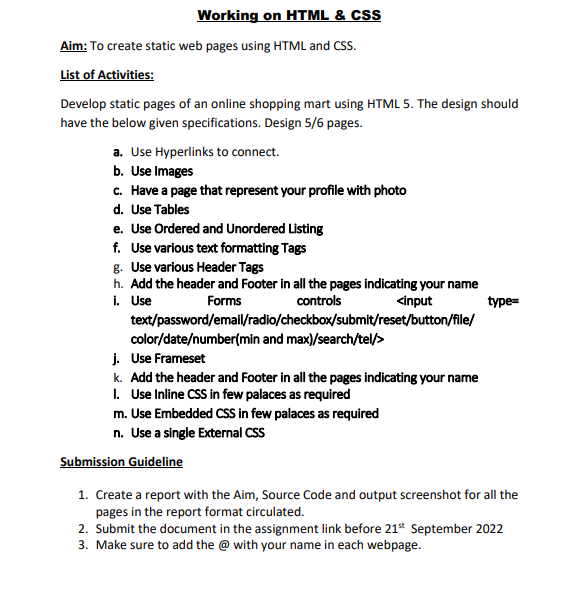 Working on HTML & CSS
Aim: To create static web pages using HTML and CSS.
List of Activities:
Develop static pages of an online shopping mart using HTML 5. The design should
have the below given specifications. Design 5/6 pages.
a. Use Hyperlinks to connect.
b. Use Images
c. Have a page that represent your profile with photo
d. Use Tables
e. Use Ordered and Unordered Listing
f. Use various text formatting Tags
g. Use various Header Tags
h. Add the header and Footer in all the pages indicating your name
i. Use Forms controls <input type=
text/password/email/radio/checkbox/submit/reset/button/file/
color/date/number(min and max)/search/tel/>
j. Use Frameset
k. Add the header and Footer in all the pages indicating your name
l. Use Inline CSS in few palaces as required
m. Use Embedded CSS in few palaces as required
n. Use a single External CSS
Submission Guideline
1. Create a report with the Aim, Source Code and output screenshot for all the
pages in the report format circulated.
2. Submit the document in the assignment link before 21st September 2022
3. Make sure to add the @ with your name in each webpage.